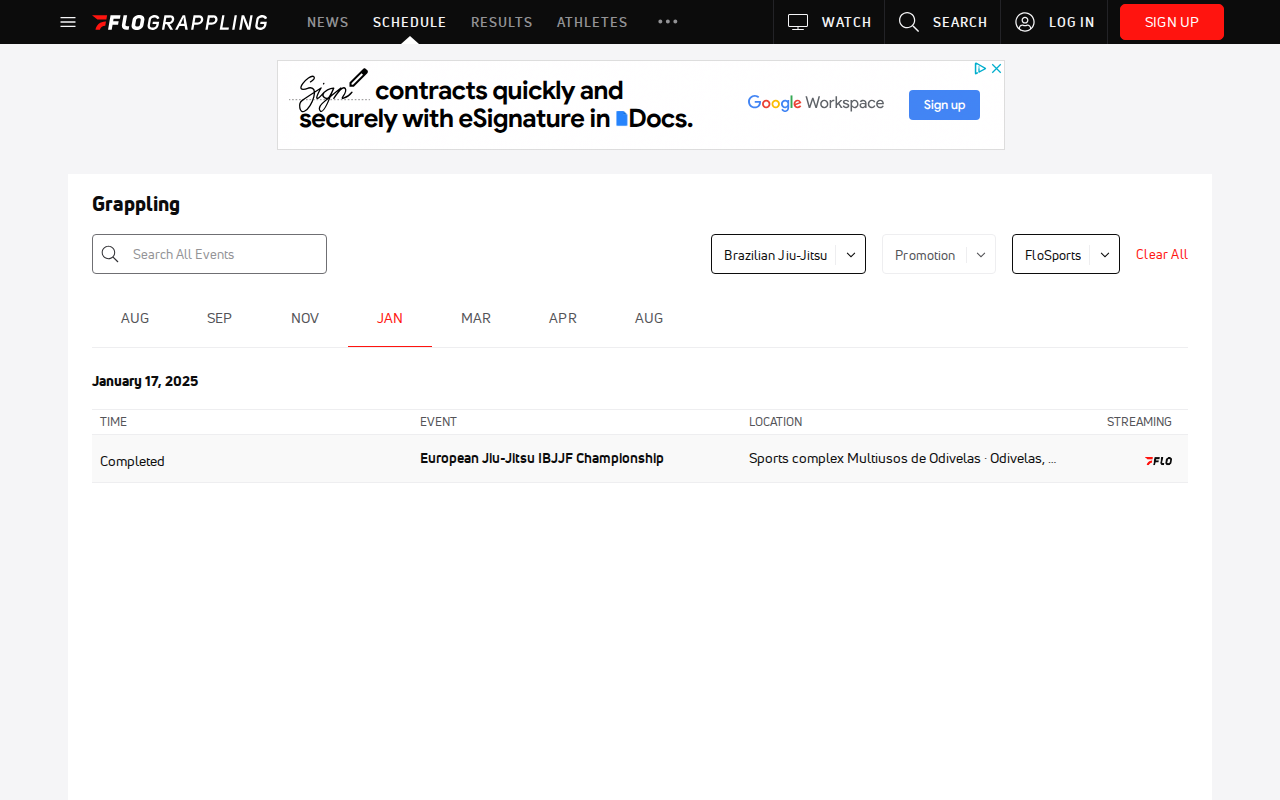 FLOGRAPPLING NEWS SCHEDULE RESULTS ATHLETES ••• WATCH SEARCH LOG IN SIGN UP
Sign contracts quickly and
securely with eSignature in Docs.
Google Workspace
Sign up
Grappling
Search All Events
Brazilian Jiu-Jitsu
Promotion
FloSports
Clear All
AUG SEP NOV JAN MAR APR AUG
January 17, 2025
TIME EVENT LOCATION STREAMING
Completed European Jiu-Jitsu IBJJF Championship Sports complex Multiusos de Odivelas · Odivelas, ... FLO